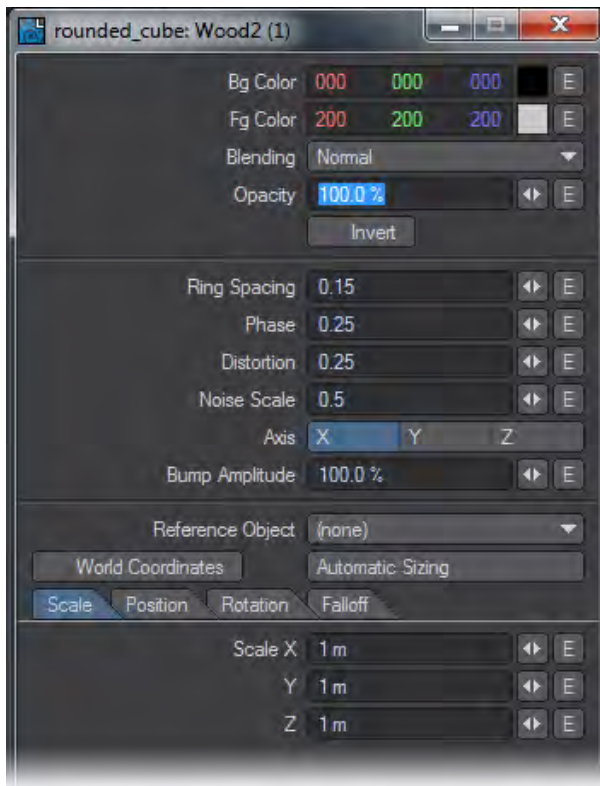 rounded_cube: Wood2 (1)
Bg Color 000 000 000 E
Fg Color 200 200 200 E
Blending Normal
Opacity 100.0 % E
Invert
Ring Spacing 0.15 E
Phase 0.25 E
Distortion 0.25 E
Noise Scale 0.5 E
Axis X Y Z
Bump Amplitude 100.0 % E
Reference Object (none)
World Coordinates Automatic Sizing
Scale Position Rotation Falloff
Scale X 1 m E
Y 1 m E
Z 1 m E